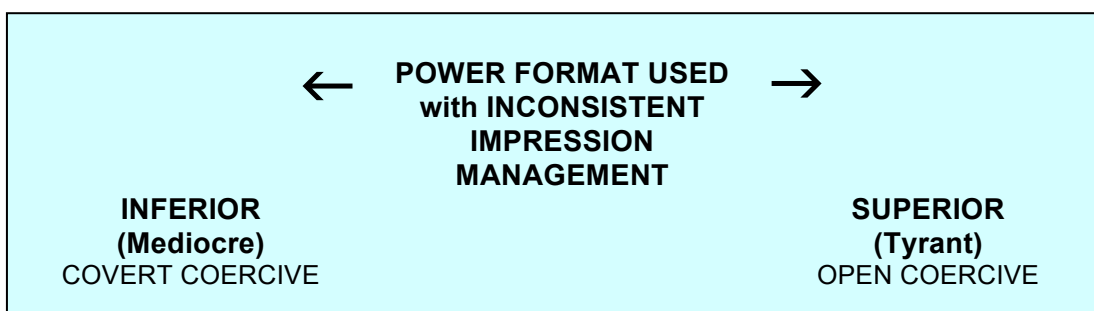 ← POWER FORMAT USED →
with INCONSISTENT
IMPRESSION
MANAGEMENT
INFERIOR
(Mediocre)
COVERT COERCIVE
SUPERIOR
(Tyrant)
OPEN COERCIVE